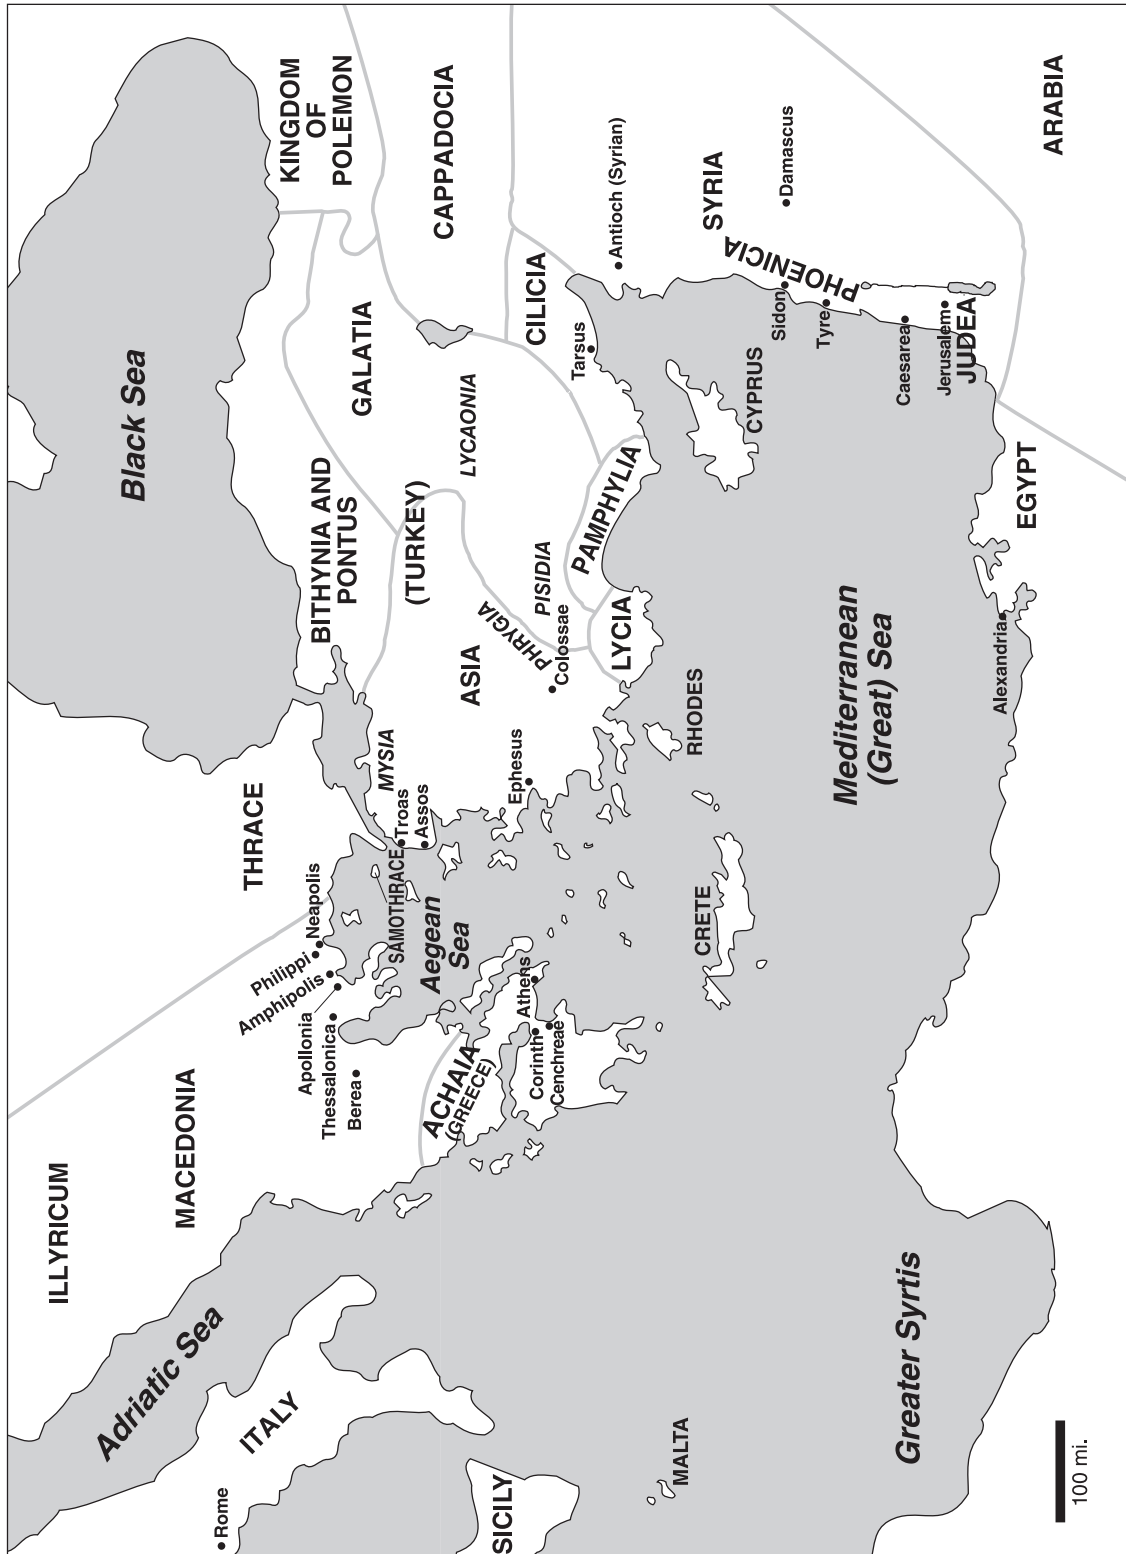 Black Sea
ILLYRICUM
MACEDONIA
THRACE
BITHYNIA AND
PONTUS
KINGDOM
OF
POLEMON
GALATIA
CAPPADOCIA
(TURKEY)
LYCAONIA
ASIA
MYSIA
PHRYGIA
PISIDIA
Colossae
CILICIA
Tarsus
PAMPHYLIA
LYCIA
Ephesus
Troas
Assos
SAMOTHRACE
Aegean
Sea
Neapolis
Philippi
Amphipolis
Apollonia
Thessalonica
Berea
ACHAIA
(GREECE)
Athens
Corinth
Cenchreae
Adriatic Sea
ITALY
Rome
SICILY
MALTA
CRETE
RHODES
CYPRUS
Antioch (Syrian)
SYRIA
PHOENICIA
Damascus
Sidon
Tyre
Caesarea
Jerusalem
JUDEA
ARABIA
EGYPT
Alexandria
Mediterranean
(Great) Sea
Greater Syrtis
100 mi.